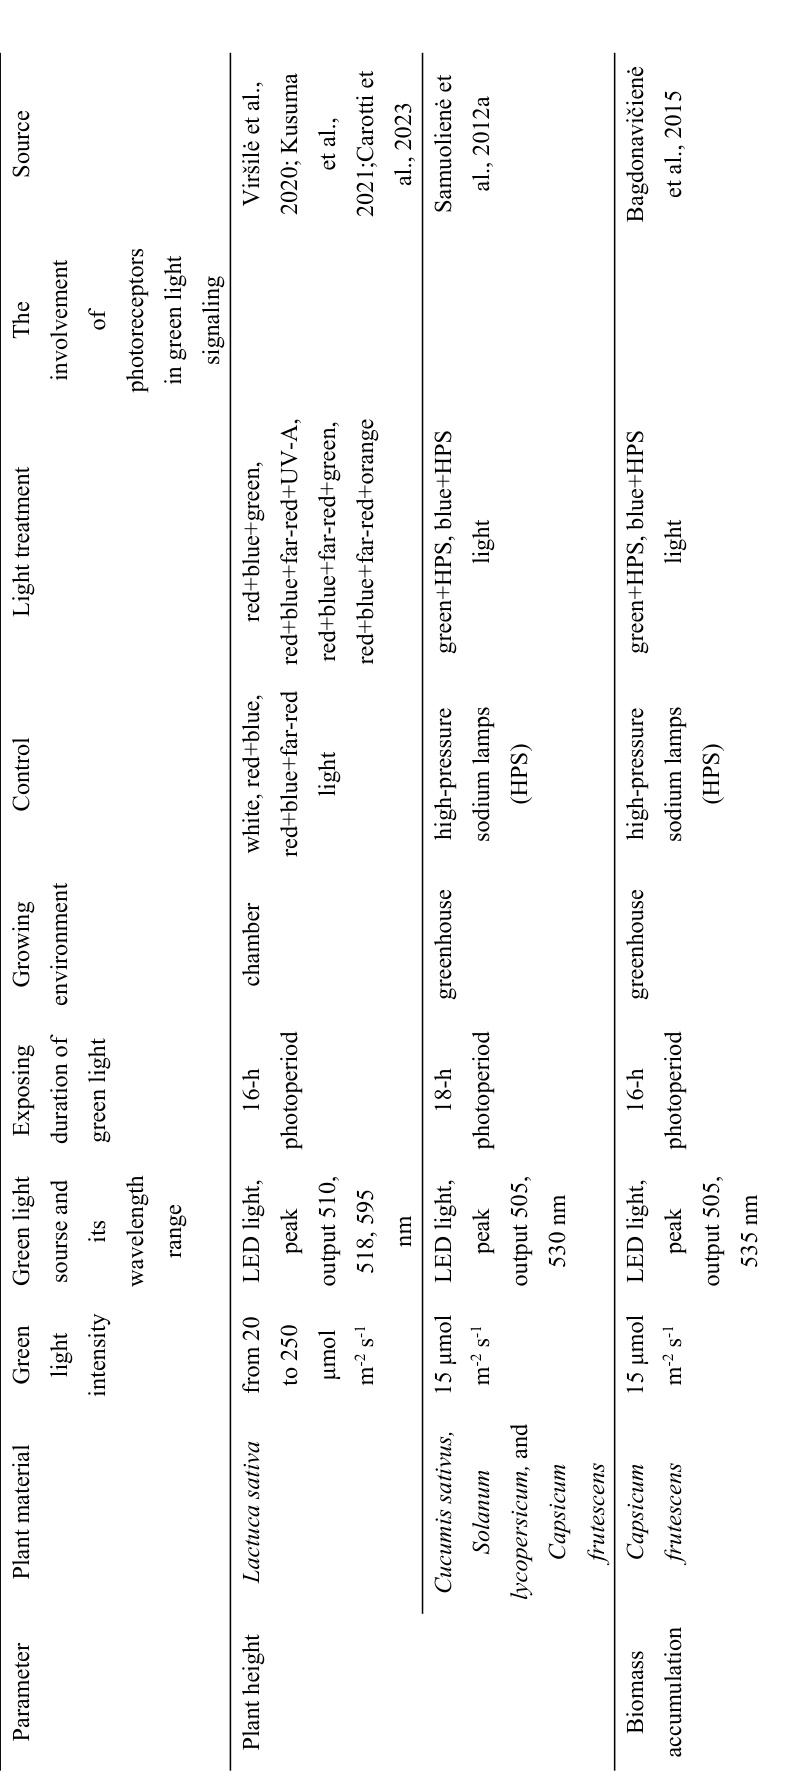 Parameter
Plant material
Green
light
intensity
Green light
sourse and
its
wavelength
range
Exposing
duration of
green light
Growing
environment
Control
Light treatment
The
involvement
of
photoreceptors
in green light
signaling
Source
Plant height
Lactuca sativa
from 20
to 250
μmol
m-2 s-1
LED light,
peak
output 510,
518, 595
nm
16-h
photoperiod
chamber
white, red+blue,
red+blue+far-red
light
red+blue+green,
red+blue+far-red+UV-A,
red+blue+far-red+green,
red+blue+far-red+orange
Viršilė et al.,
2020; Kusuma
et al.,
2021;Carotti et
al., 2023
Cucumis sativus,
Solanum
lycopersicum, and
Capsicum
frutescens
15 μmol
m-2 s-1
LED light,
peak
output 505,
530 nm
18-h
photoperiod
greenhouse
high-pressure
sodium lamps
(HPS)
green+HPS, blue+HPS
light
Samuolienė et
al., 2012a
Biomass
accumulation
Capsicum
frutescens
15 μmol
m-2 s-1
LED light,
peak
output 505,
535 nm
16-h
photoperiod
greenhouse
high-pressure
sodium lamps
(HPS)
green+HPS, blue+HPS
light
Bagdonavičienė
et al., 2015